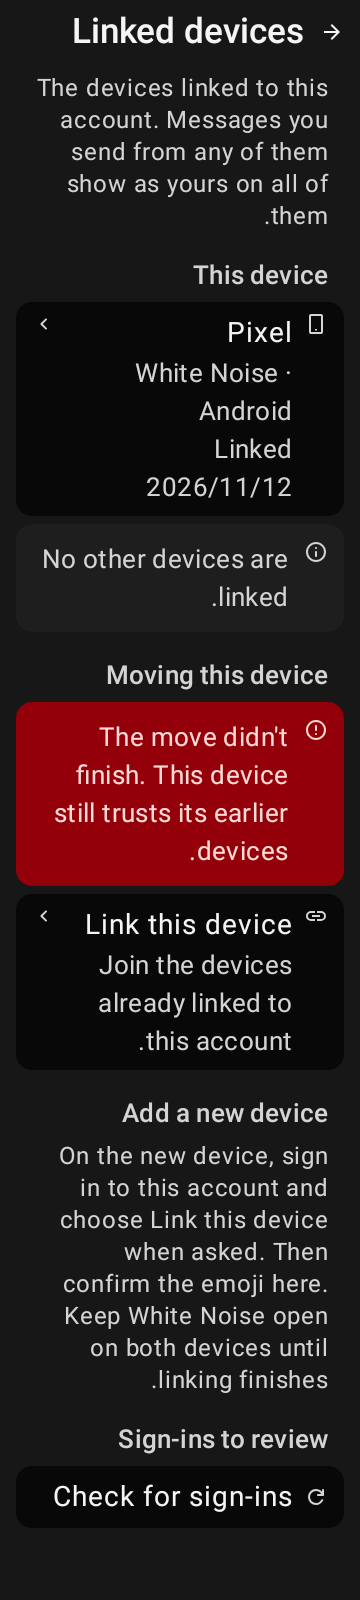 Linked devices
The devices linked to this
account. Messages you
send from any of them
show as yours on all of
.them
This device
Pixel
White Noise ·
Android
Linked
2026/11/12
No other devices are
.linked
Moving this device
The move didn't
finish. This device
still trusts its earlier
.devices
Link this device
Join the devices
already linked to
.this account
Add a new device
On the new device, sign
in to this account and
choose Link this device
when asked. Then
confirm the emoji here.
Keep White Noise open
on both devices until
.linking finishes
Sign-ins to review
Check for sign-ins